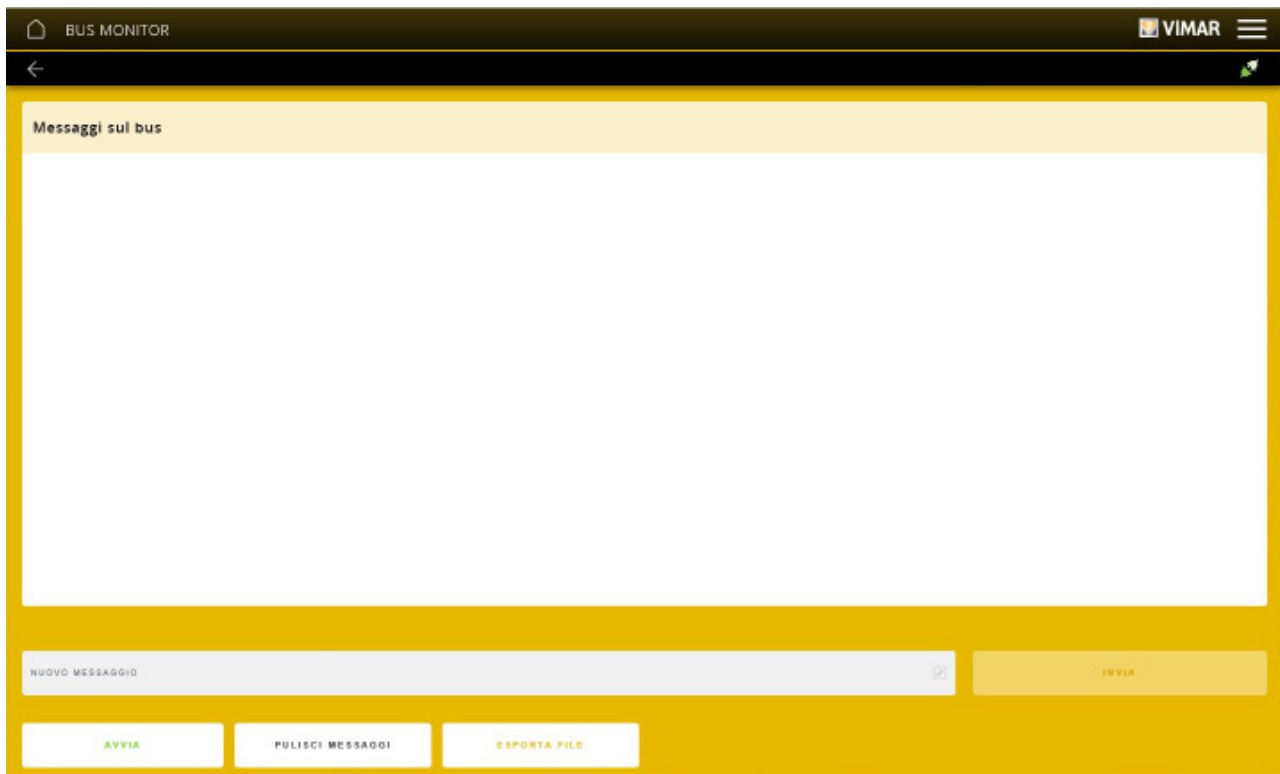 BUS MONITOR
VIMAR
Messaggi sul bus
NUOVO MESSAGGIO
INVIA
AVVIA
PULISCI MESSAGGI
ESPORTA FILE